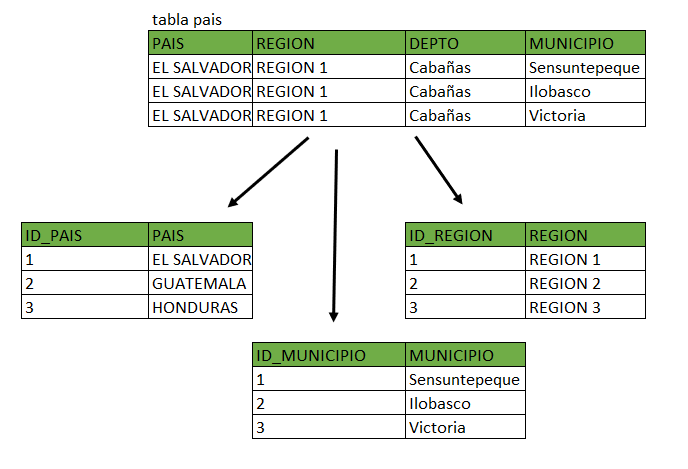 tabla pais
PAIS REGION DEPTO MUNICIPIO
EL SALVADOR REGION 1 Cabañas Sensuntepeque
EL SALVADOR REGION 1 Cabañas Ilobasco
EL SALVADOR REGION 1 Cabañas Victoria
ID_PAIS PAIS
1 EL SALVADOR
2 GUATEMALA
3 HONDURAS
ID_REGION REGION
1 REGION 1
2 REGION 2
3 REGION 3
ID_MUNICIPIO MUNICIPIO
1 Sensuntepeque
2 Ilobasco
3 Victoria